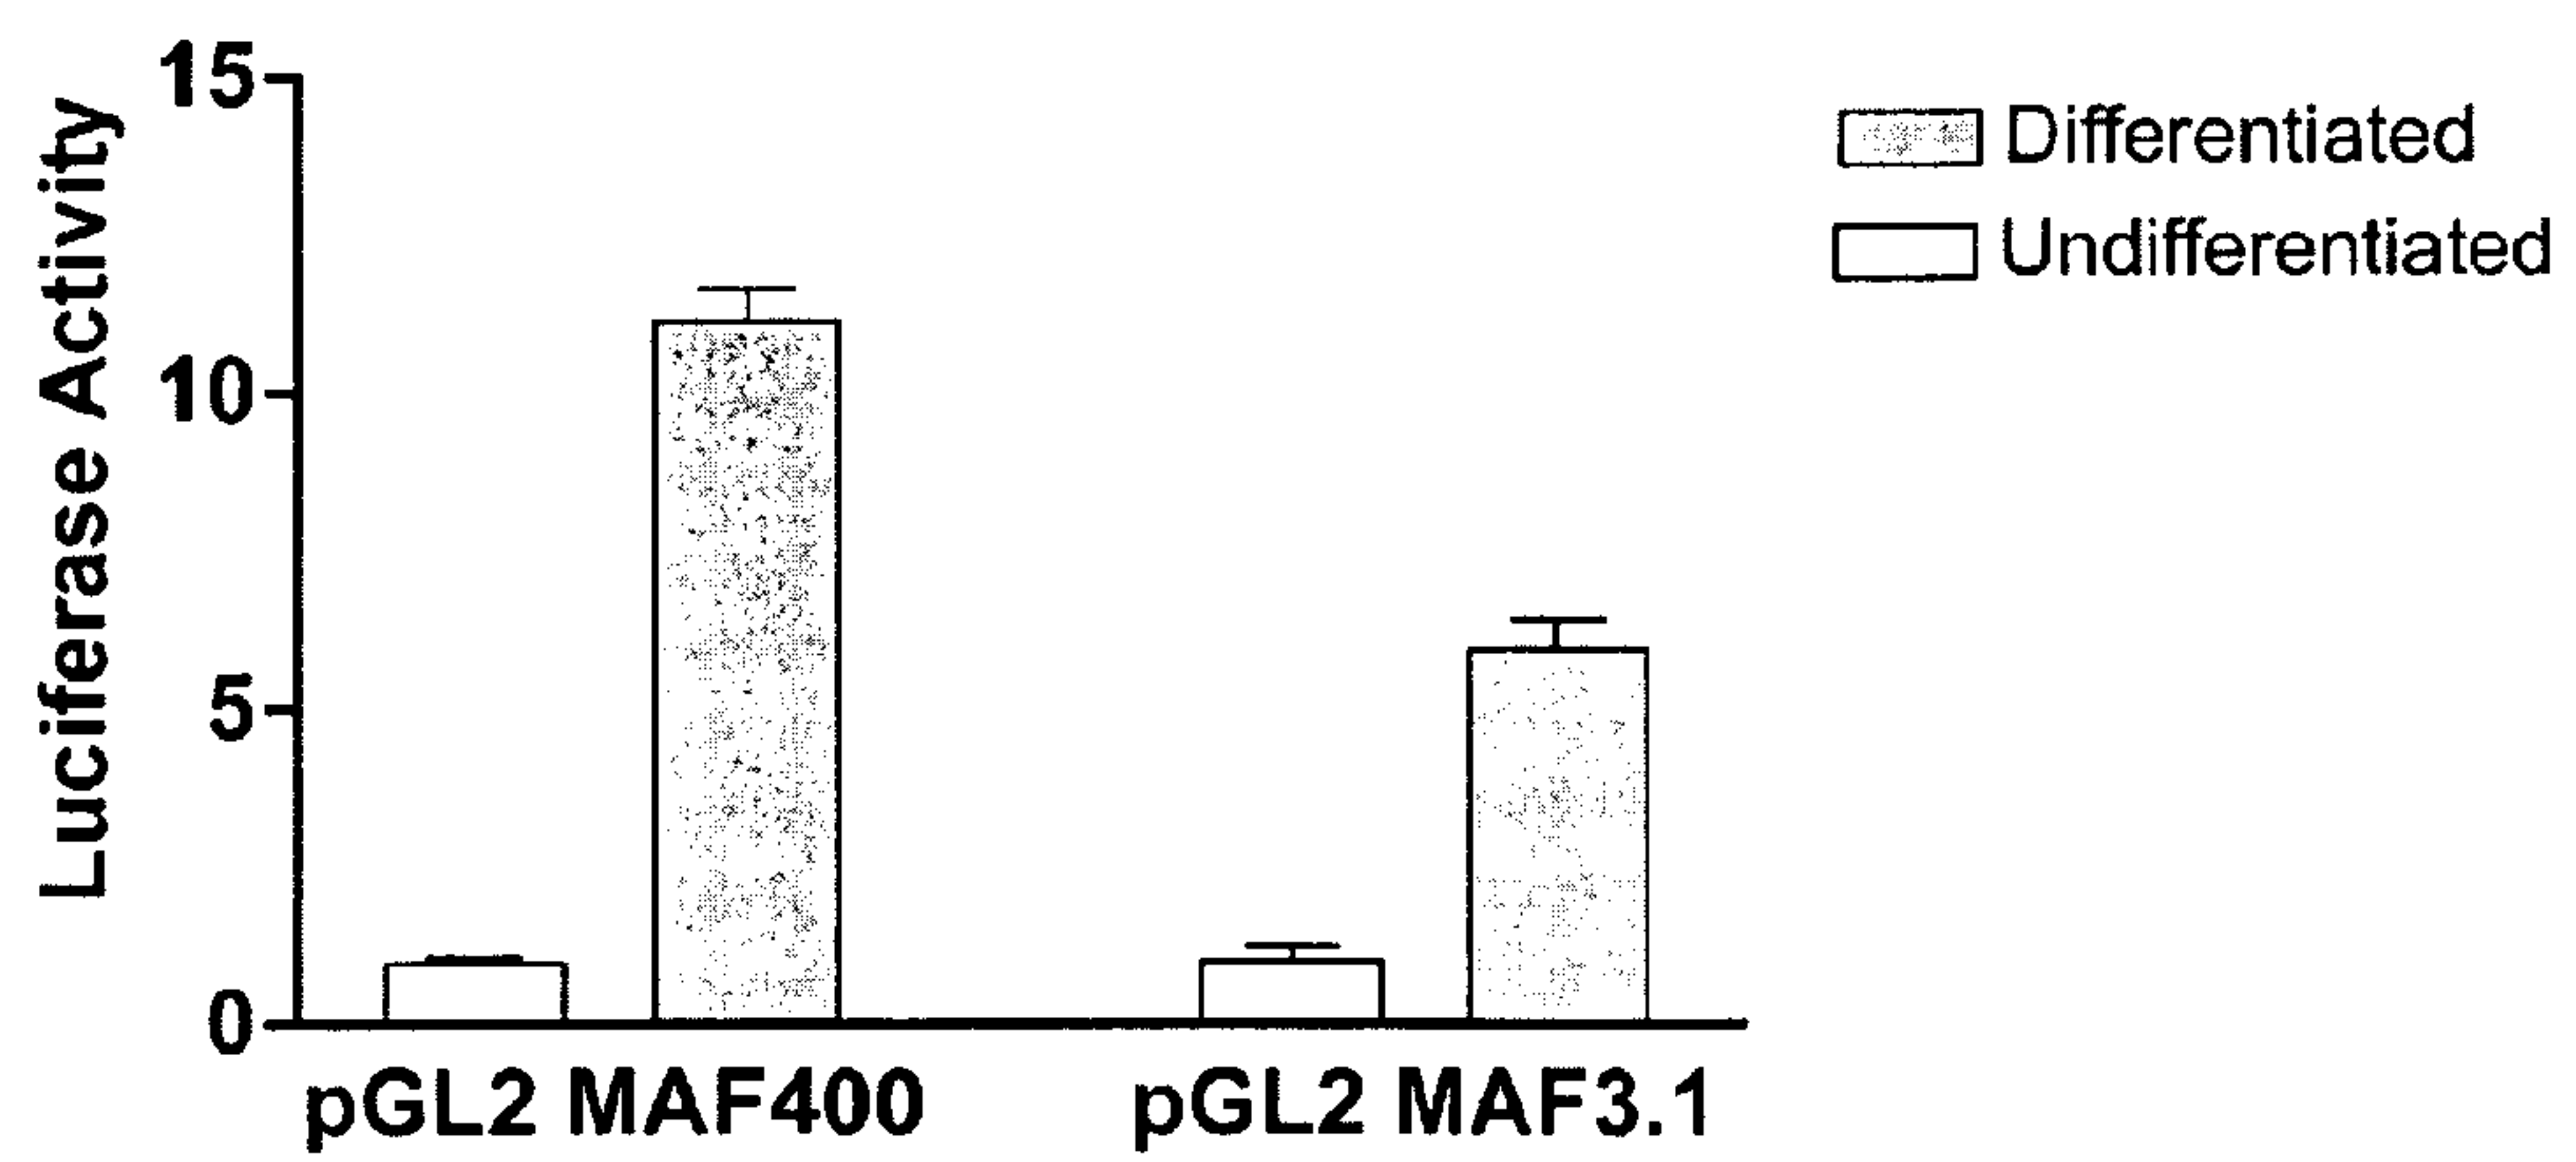 Luciferase Activity
15
10
5
0
pGL2 MAF400
pGL2 MAF3.1
Differentiated
Undifferentiated